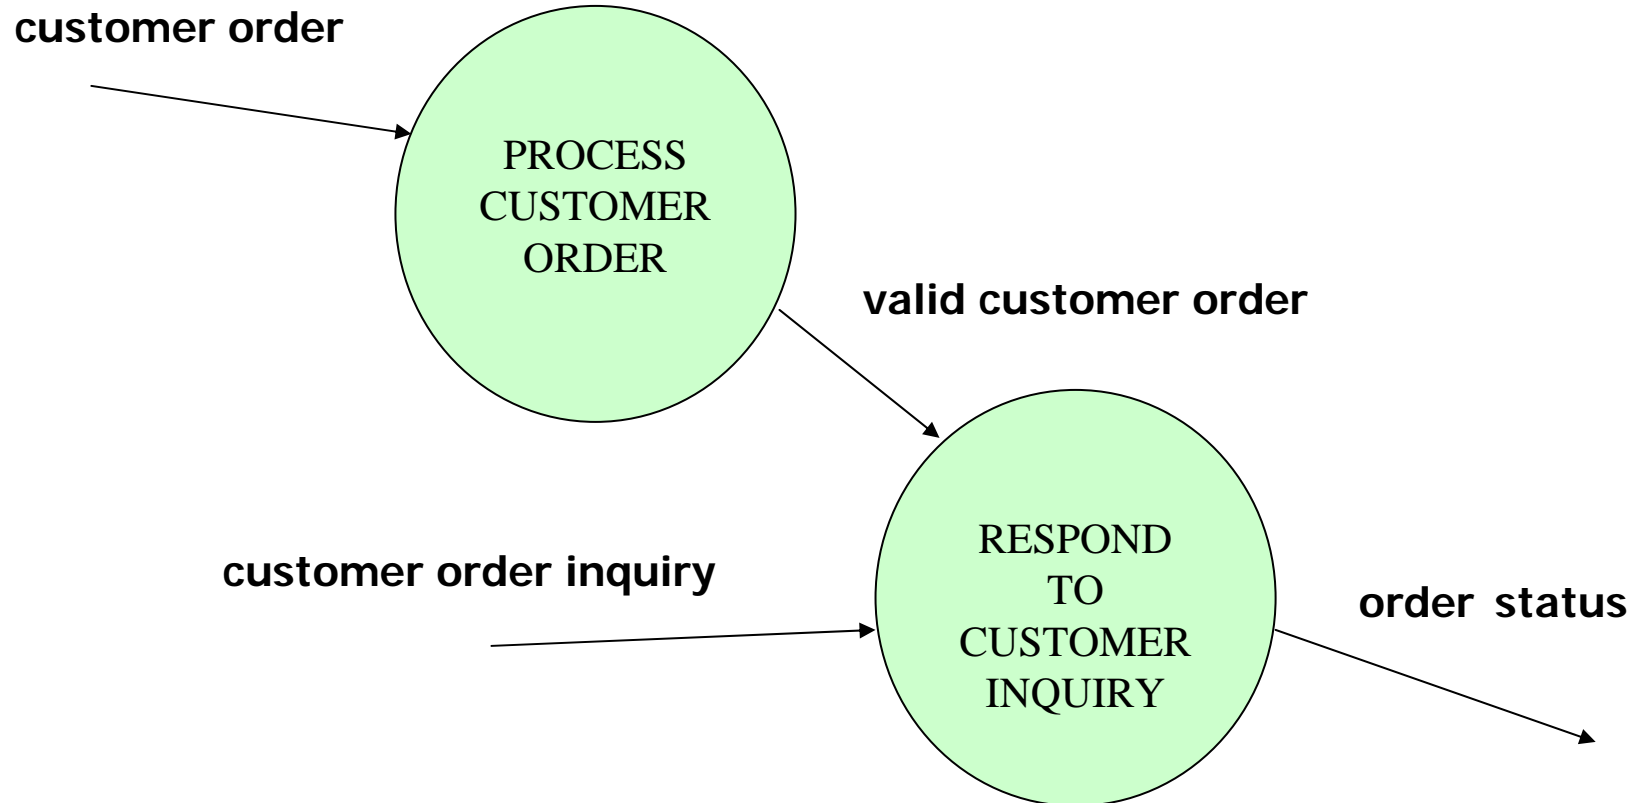 customer order
PROCESS
CUSTOMER
ORDER
valid customer order
customer order inquiry
RESPOND
TO
CUSTOMER
INQUIRY
order status